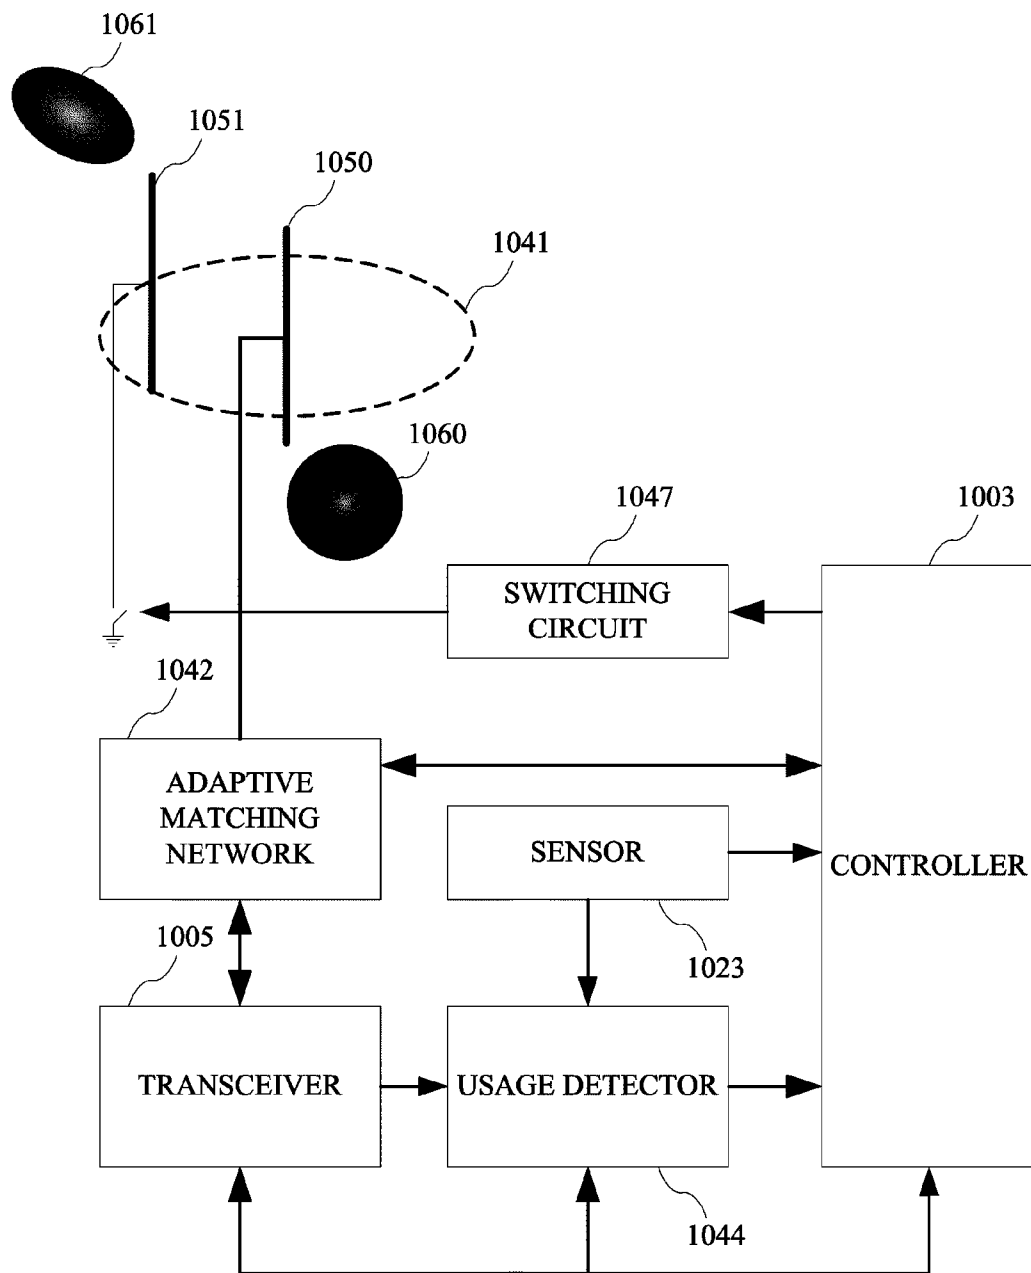 1061
1051
1050
1041
1060
1047
1003
SWITCHING
CIRCUIT
1042
ADAPTIVE
MATCHING
NETWORK
SENSOR
CONTROLLER
1005
1023
TRANSCEIVER
USAGE DETECTOR
1044